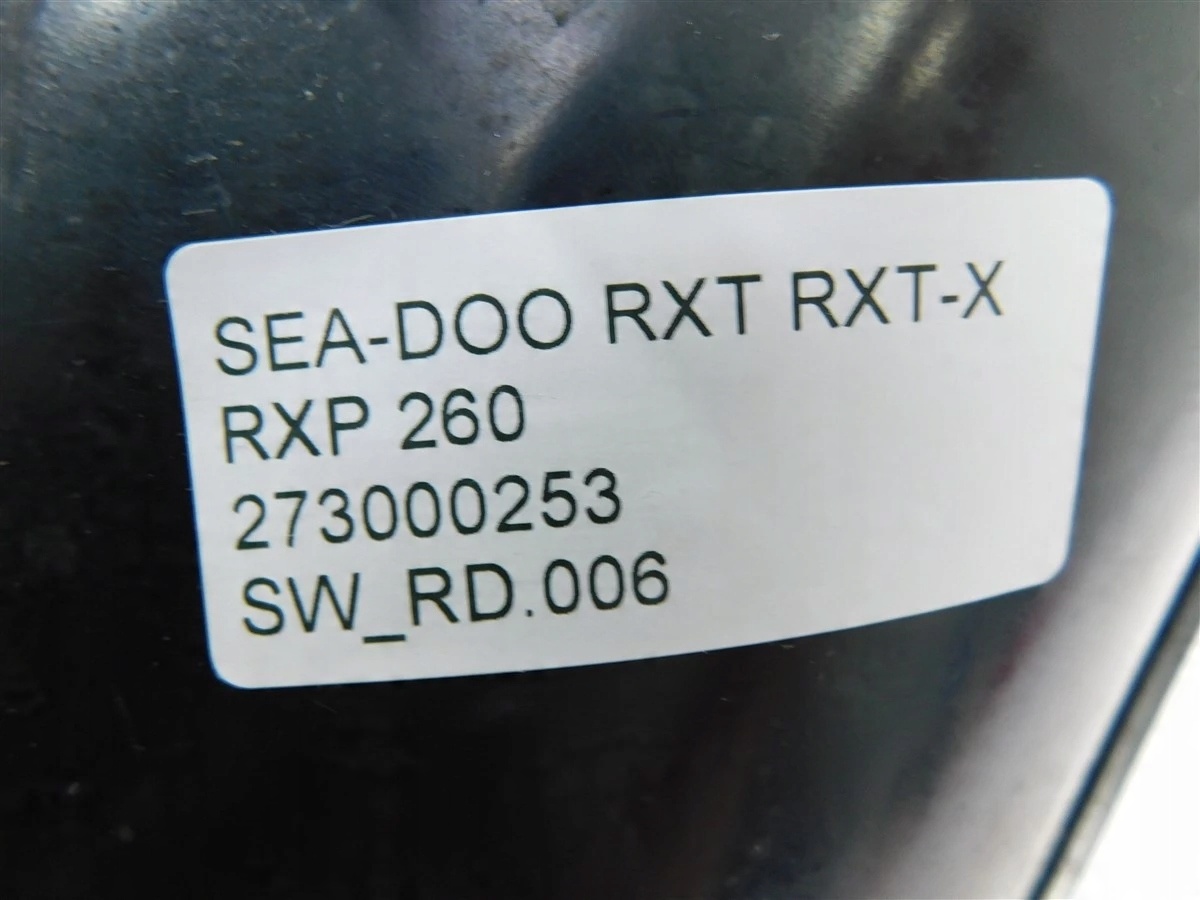 SEA-DOO RXT RXT-X
RXP 260
273000253
SW_RD.006